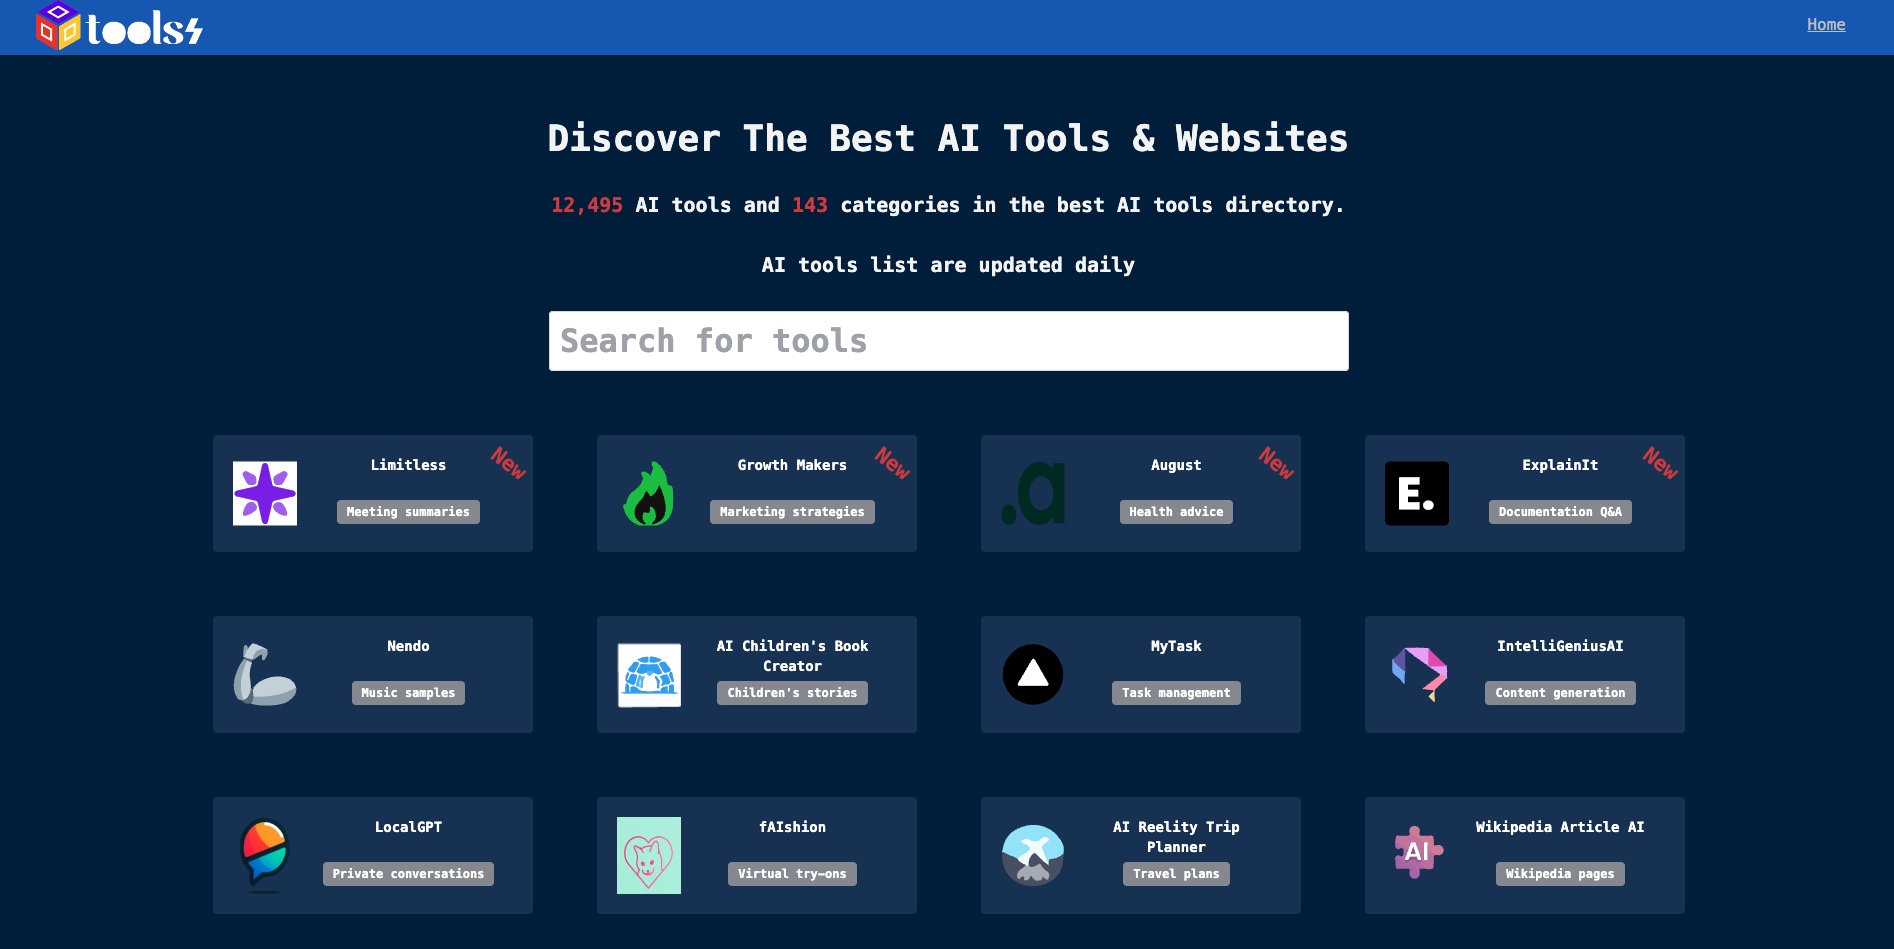 tools
Home
Discover The Best AI Tools & Websites
12,495 AI tools and 143 categories in the best AI tools directory.
AI tools list are updated daily
Search for tools
Limitless
New
Meeting summaries
Growth Makers
New
Marketing strategies
.a
August
New
Health advice
E.
ExplainIt
New
Documentation Q&A
Nendo
Music samples
AI Children's Book
Creator
Children's stories
MyTask
Task management
IntelliGeniusAI
Content generation
LocalGPT
Private conversations
fAIshion
Virtual try-ons
AI Reelity Trip
Planner
Travel plans
AI
Wikipedia Article AI
Wikipedia pages